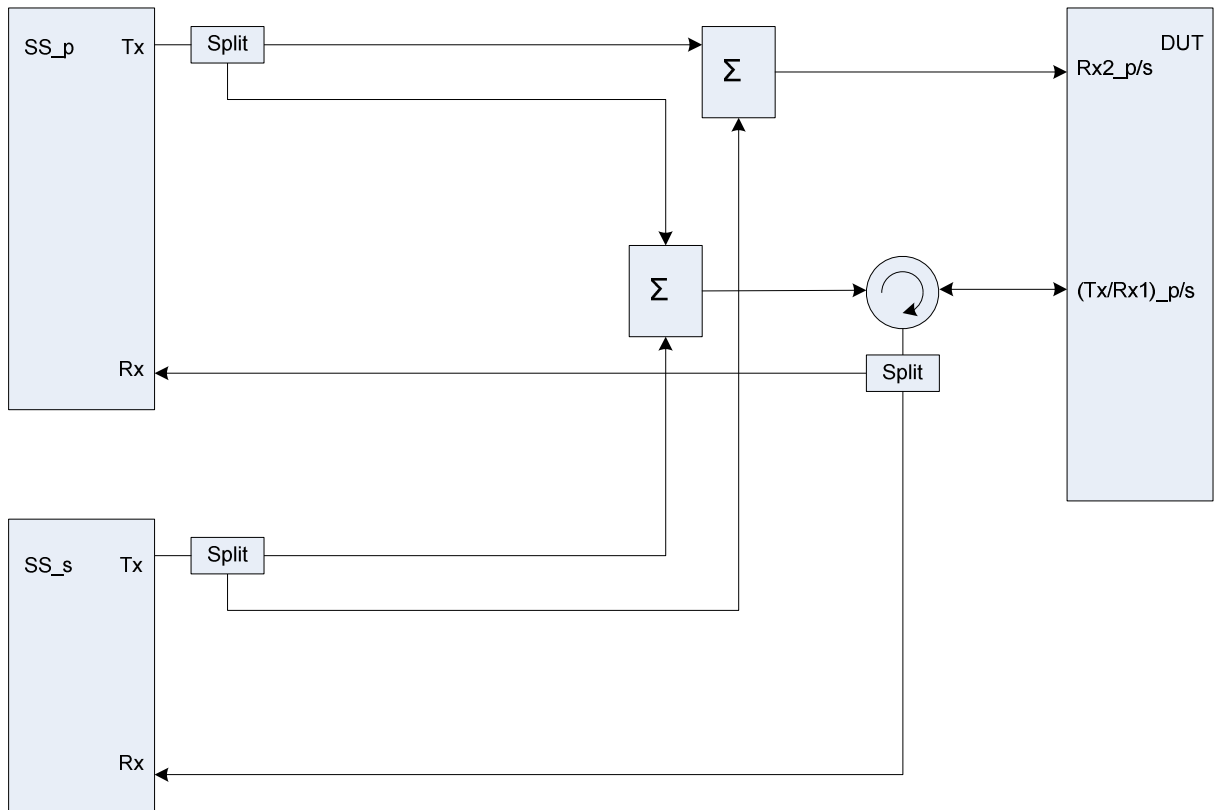 SS_p
Tx
Split
Σ
DUT
Rx2_p/s
Σ
(Tx/Rx1)_p/s
Rx
Split
SS_s
Tx
Split
Rx